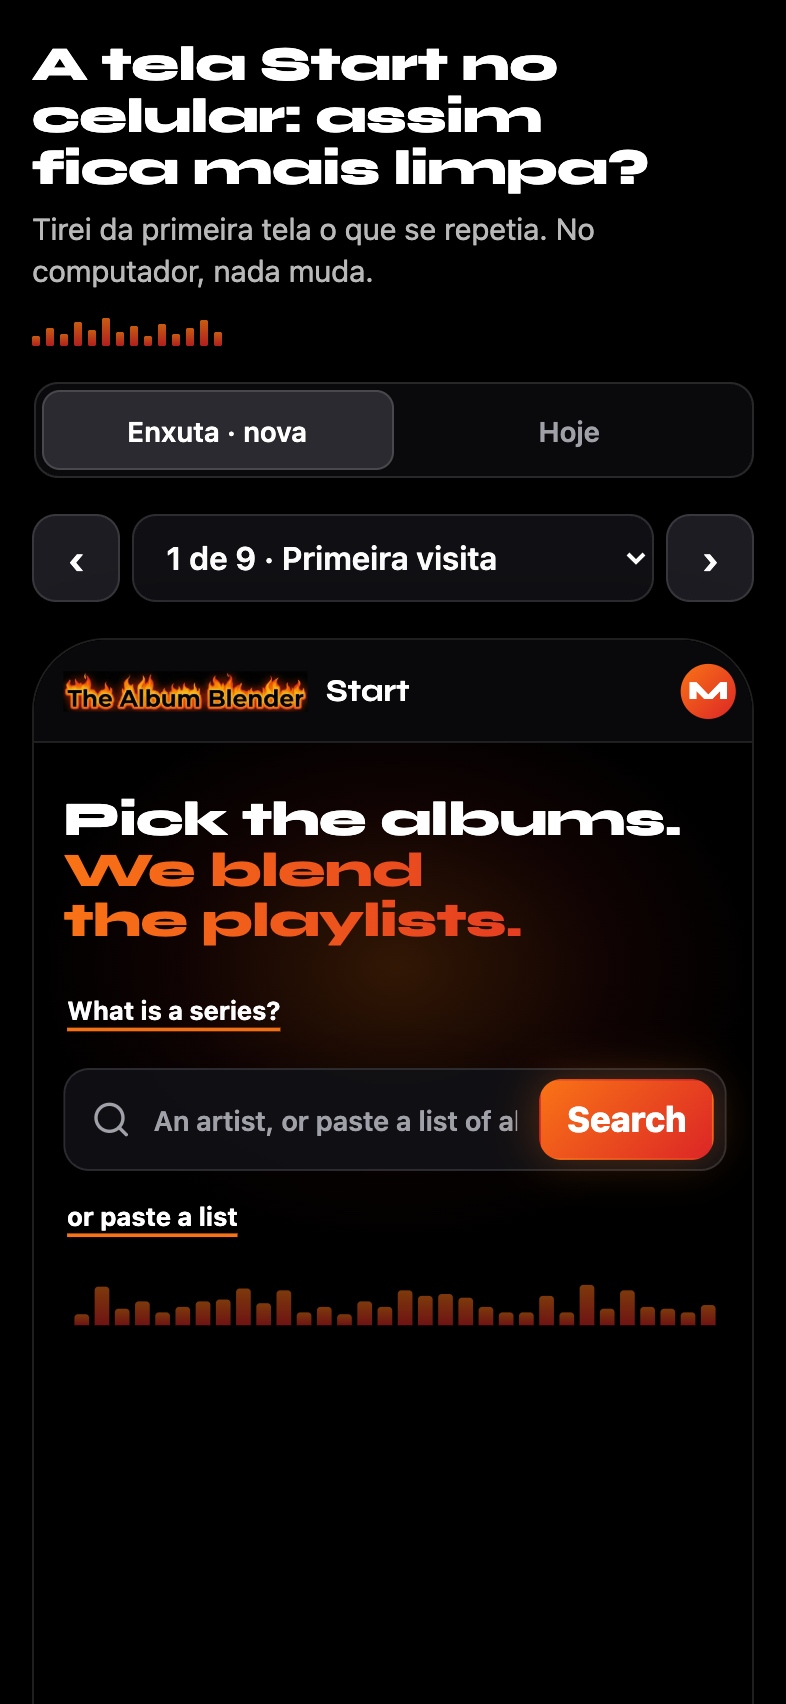 A tela Start no
celular: assim
fica mais limpa?
Tirei da primeira tela o que se repetia. No
computador, nada muda.
Enxuta · nova
Hoje
‹
1 de 9 · Primeira visita
›
The Album Blender
Start
M
Pick the albums.
We blend
the playlists.
What is a series?
An artist, or paste a list of al
Search
or paste a list